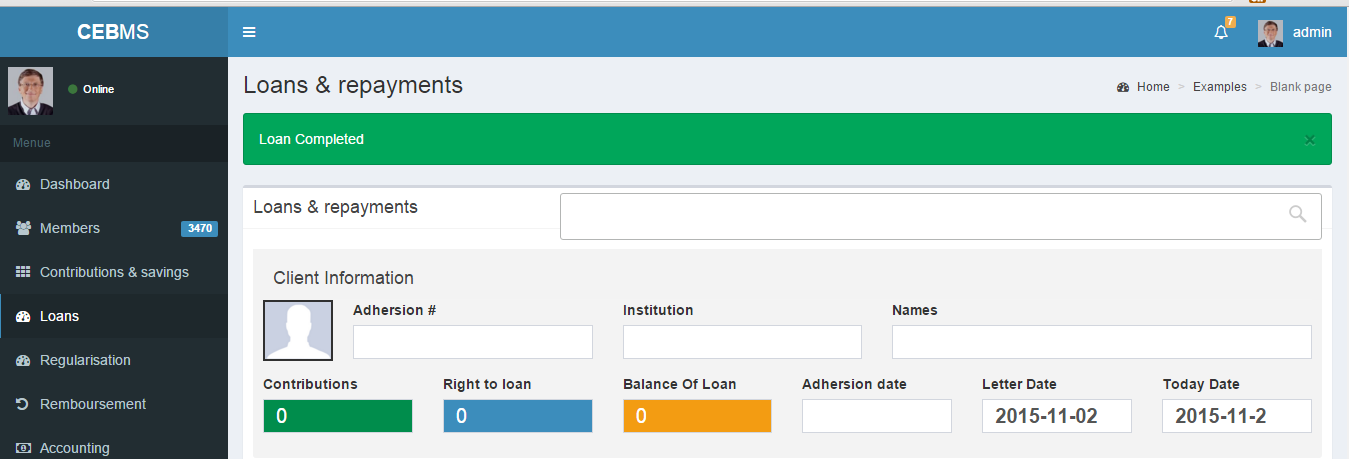 CEBMS
7
admin
Online
Loans & repayments
Home > Examples > Blank page
Menue
Loan Completed
×
Dashboard
Members 3470
Contributions & savings
Loans
Regularisation
Remboursement
Accounting
Loans & repayments
Client Information
Adhersion # Institution Names
Contributions Right to loan Balance Of Loan Adhersion date Letter Date Today Date
0 0 0 2015-11-02 2015-11-2